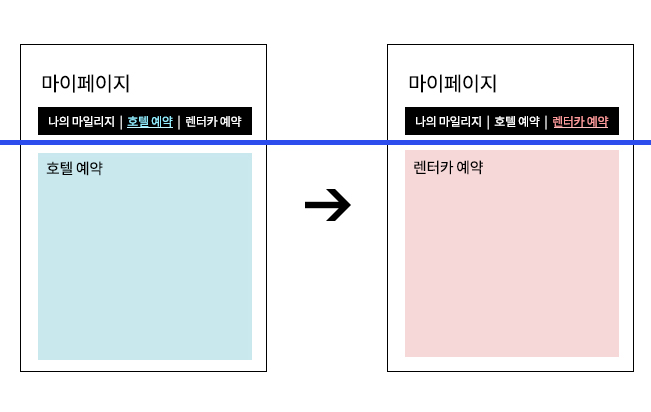 마이페이지
나의 마일리지 | 호텔 예약 | 렌터카 예약
호텔 예약
마이페이지
나의 마일리지 | 호텔 예약 | 렌터카 예약
렌터카 예약